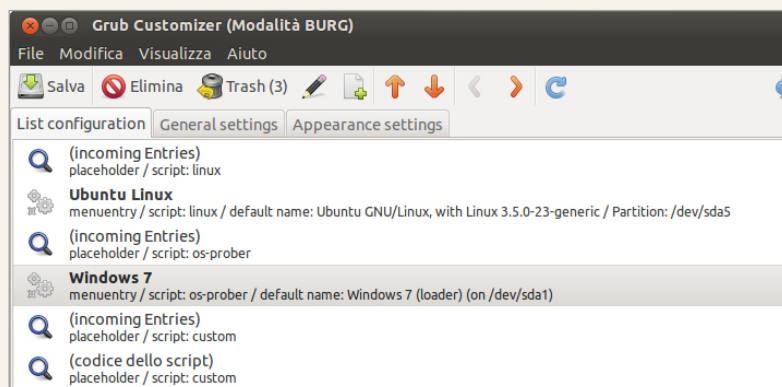 Grub Customizer (Modalità BURG)
File Modifica Visualizza Aiuto
Salva Elimina Trash (3)
List configuration General settings Appearance settings
(incoming Entries)
placeholder / script: linux
Ubuntu Linux
menuentry / script: linux / default name: Ubuntu GNU/Linux, with Linux 3.5.0-23-generic / Partition: /dev/sda5
(incoming Entries)
placeholder / script: os-prober
Windows 7
menuentry / script: os-prober / default name: Windows 7 (loader) (on /dev/sda1)
(incoming Entries)
placeholder / script: custom
(codice dello script)
placeholder / script: custom